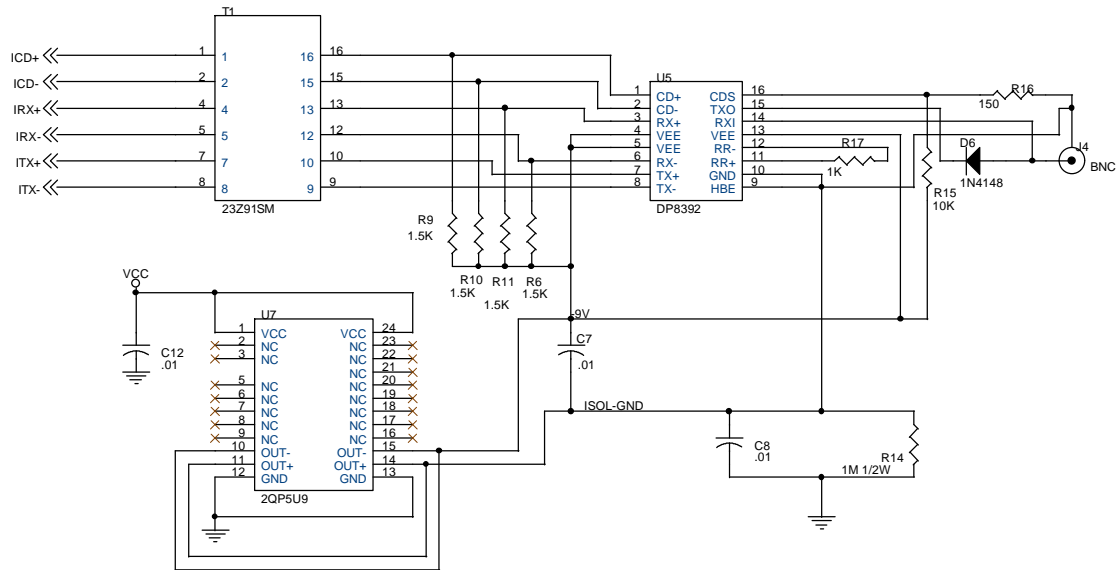 T1
ICD+ 1 1 16 16
ICD- 2 2 15 15
IRX+ 4 4 13 13
IRX- 5 5 12 12
ITX+ 7 7 10 10
ITX- 8 8 9 9
23Z91SM
U5
1 CD+ CDS 16
2 CD- TXO 15
3 RX+ RXI 14
4 VEE VEE 13
5 VEE RR- 12
6 RX- RR+ 11
7 TX+ GND 10
8 TX- HBE 9
DP8392
R16
150
R17
1K
D6
1N4148
J4
BNC
R15
10K
R9
1.5K
R10
1.5K
R11
1.5K
R6
1.5K
VCC
C12
.01
U7
1 VCC VCC 24
2 NC NC 23
3 NC NC 22
NC 21
5 NC NC 20
6 NC NC 19
7 NC NC 18
8 NC NC 17
9 NC NC 16
10 OUT- OUT- 15
11 OUT+ OUT+ 14
12 GND GND 13
2QP5U9
-9V
C7
.01
ISOL-GND
C8
.01
R14
1M 1/2W